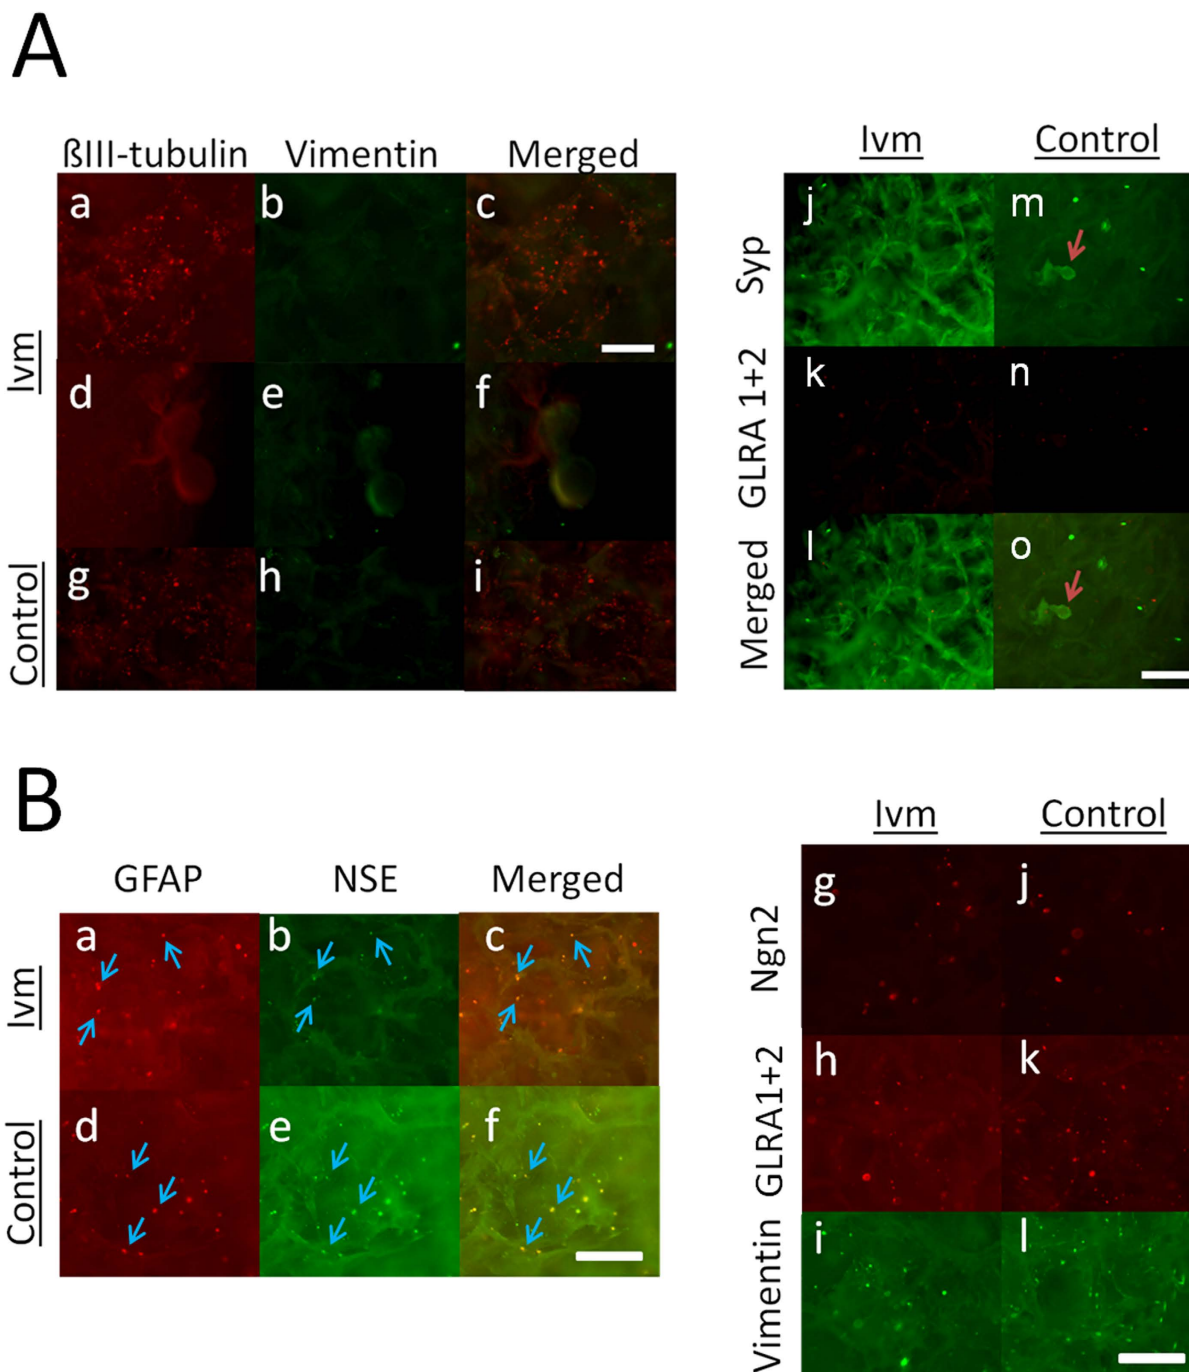 A
ßIII-tubulin Vimentin Merged
Ivm
Control
a b c
d e f
g h i
Ivm Control
Syp
GLRA 1+2
Merged
j m
k n
l o
B
GFAP NSE Merged
Ivm
Control
a b c
d e f
Ivm Control
Ngn2
GLRA1+2
Vimentin
g j
h k
i l